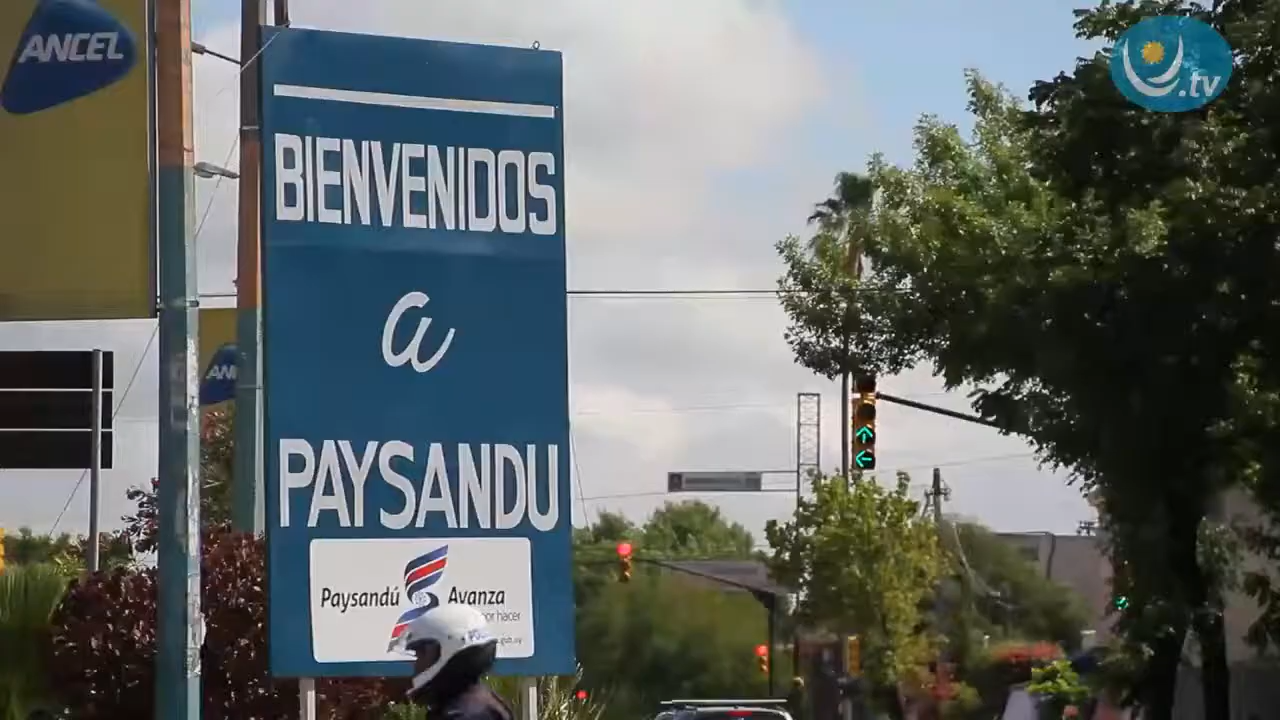 ANCEL
.tv
BIENVENIDOS
a
PAYSANDU
Paysandú Avanza